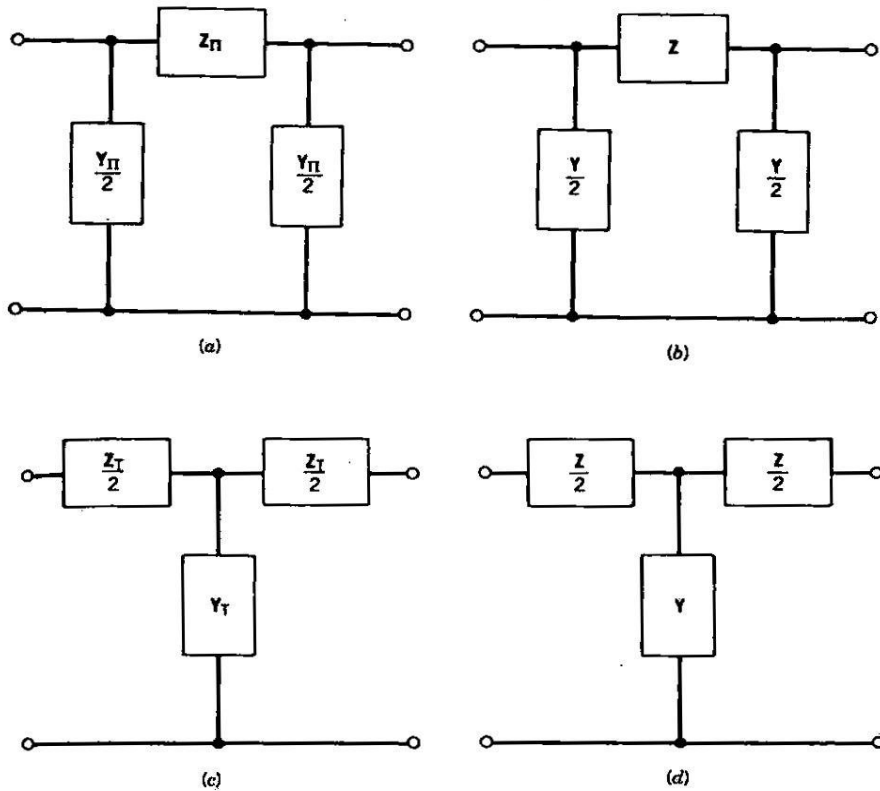 Z_Π
Y_Π/2
Y_Π/2
(a)
Z
Y/2
Y/2
(b)
Z_T/2
Z_T/2
Y_T
(c)
Z/2
Z/2
Y
(d)